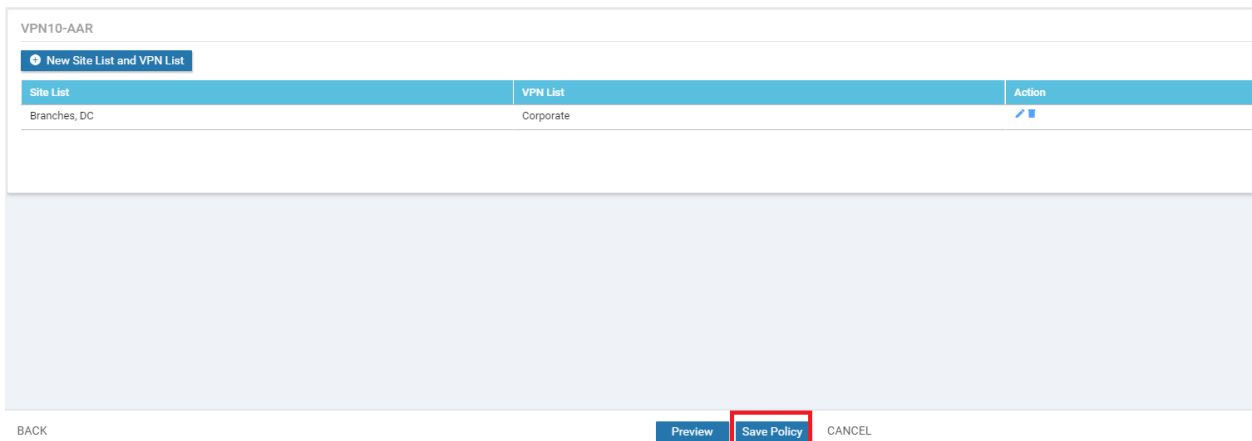 VPN10-AAR
New Site List and VPN List
Site List VPN List Action
Branches, DC Corporate
BACK Preview Save Policy CANCEL